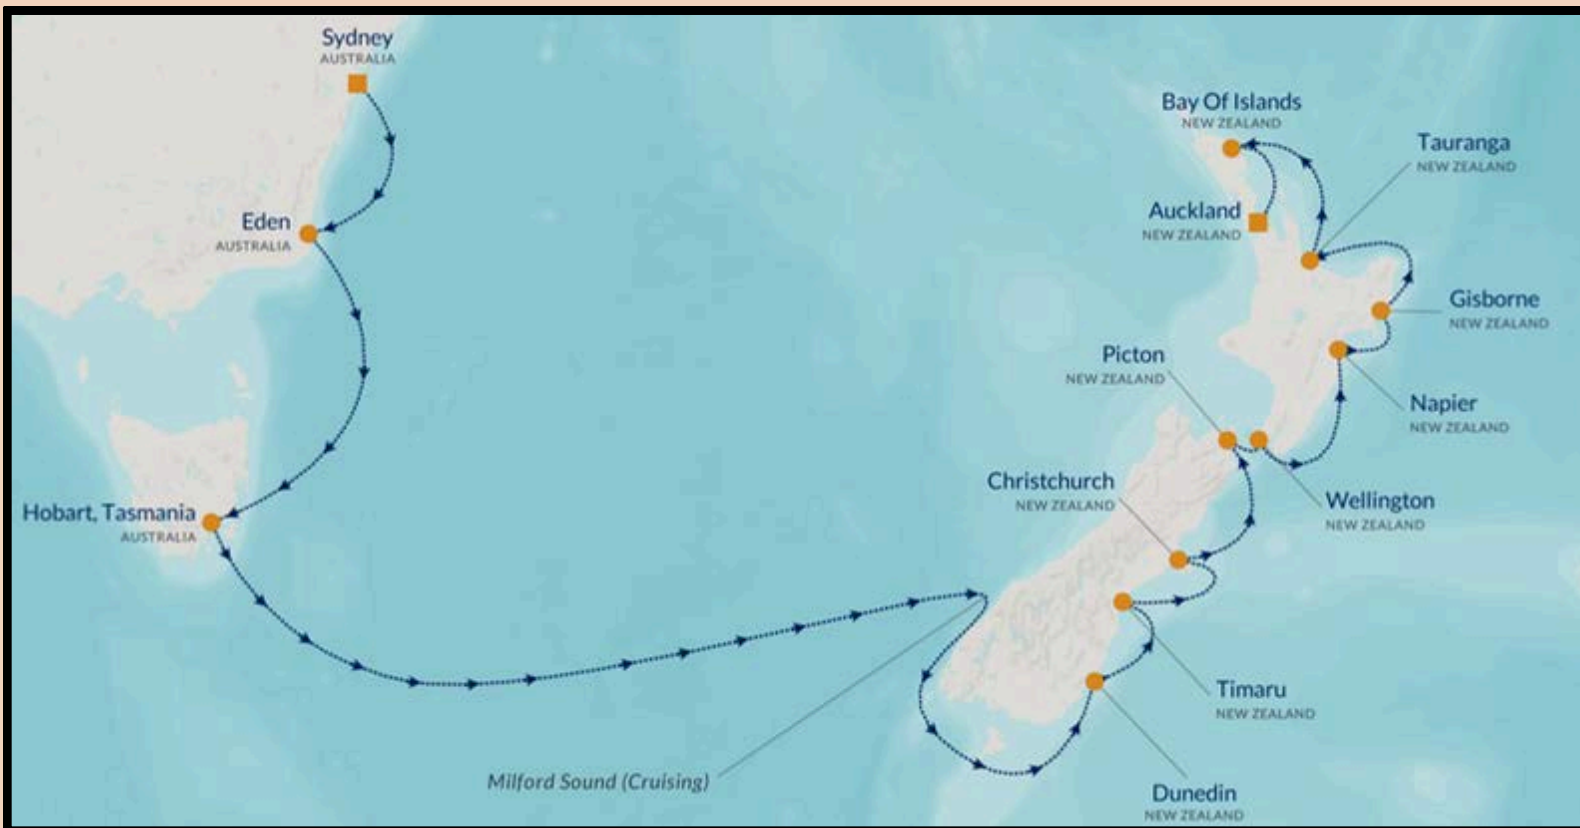 Sydney
AUSTRALIA
Bay Of Islands
NEW ZEALAND
Tauranga
NEW ZEALAND
Auckland
NEW ZEALAND
Eden
AUSTRALIA
Gisborne
NEW ZEALAND
Picton
NEW ZEALAND
Napier
NEW ZEALAND
Christchurch
NEW ZEALAND
Wellington
NEW ZEALAND
Hobart, Tasmania
AUSTRALIA
Timaru
NEW ZEALAND
Milford Sound (Cruising)
Dunedin
NEW ZEALAND